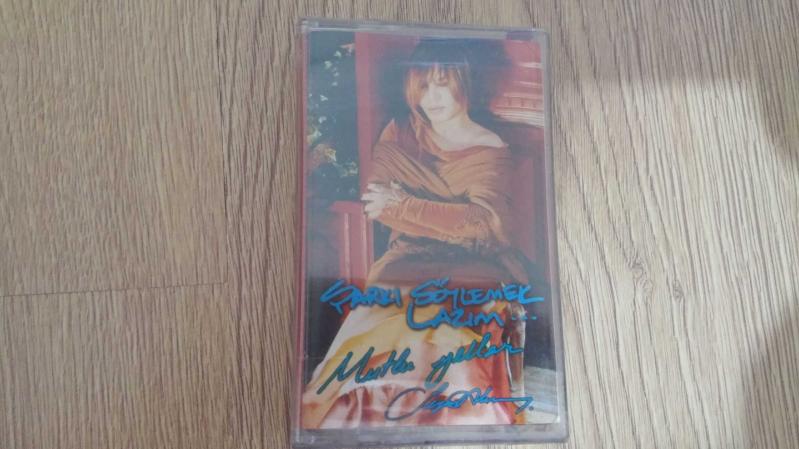 ŞARKI SÖYLEMEK
LAZIM...
Mutlu yıllar